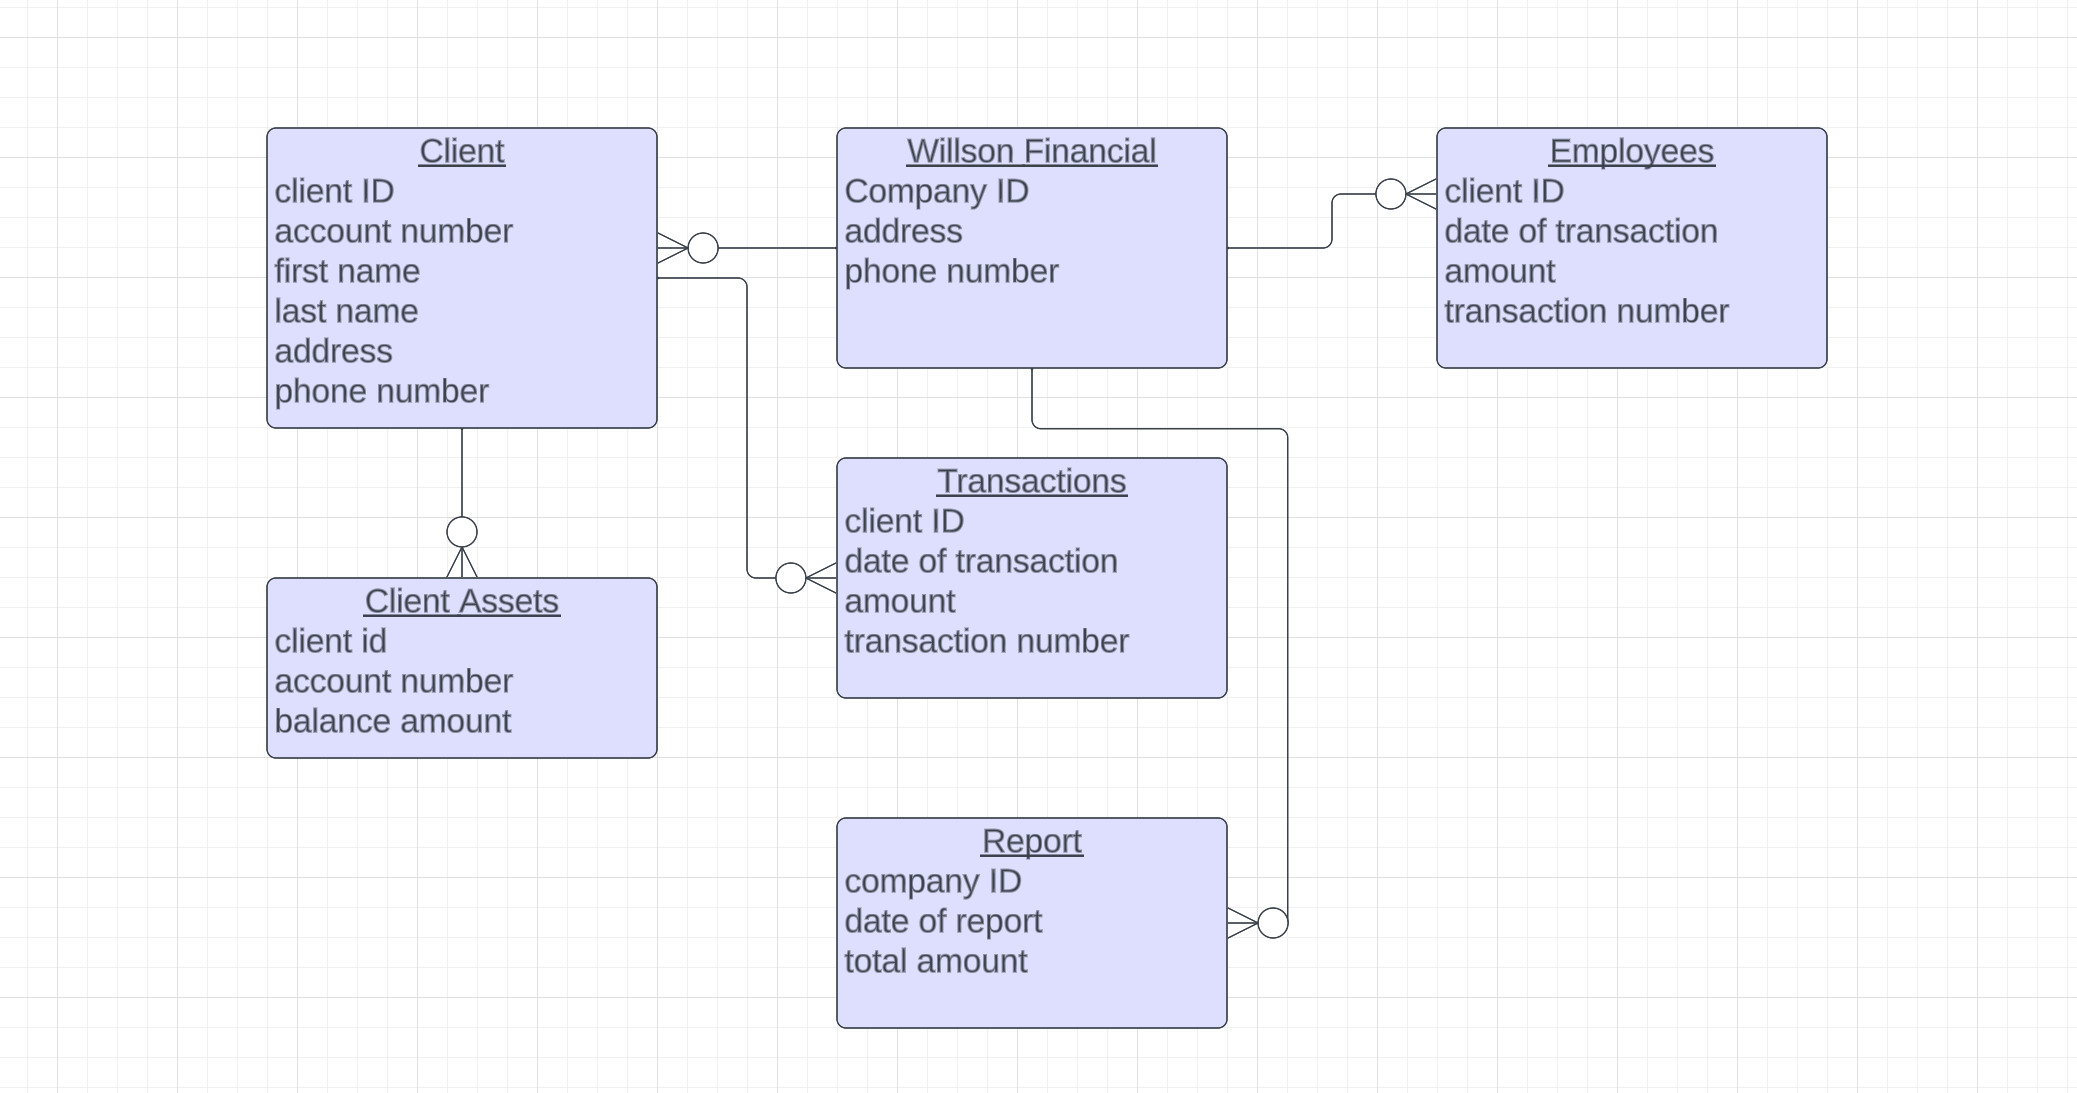 Client
client ID
account number
first name
last name
address
phone number
Willson Financial
Company ID
address
phone number
Employees
client ID
date of transaction
amount
transaction number
Transactions
client ID
date of transaction
amount
transaction number
Client Assets
client id
account number
balance amount
Report
company ID
date of report
total amount